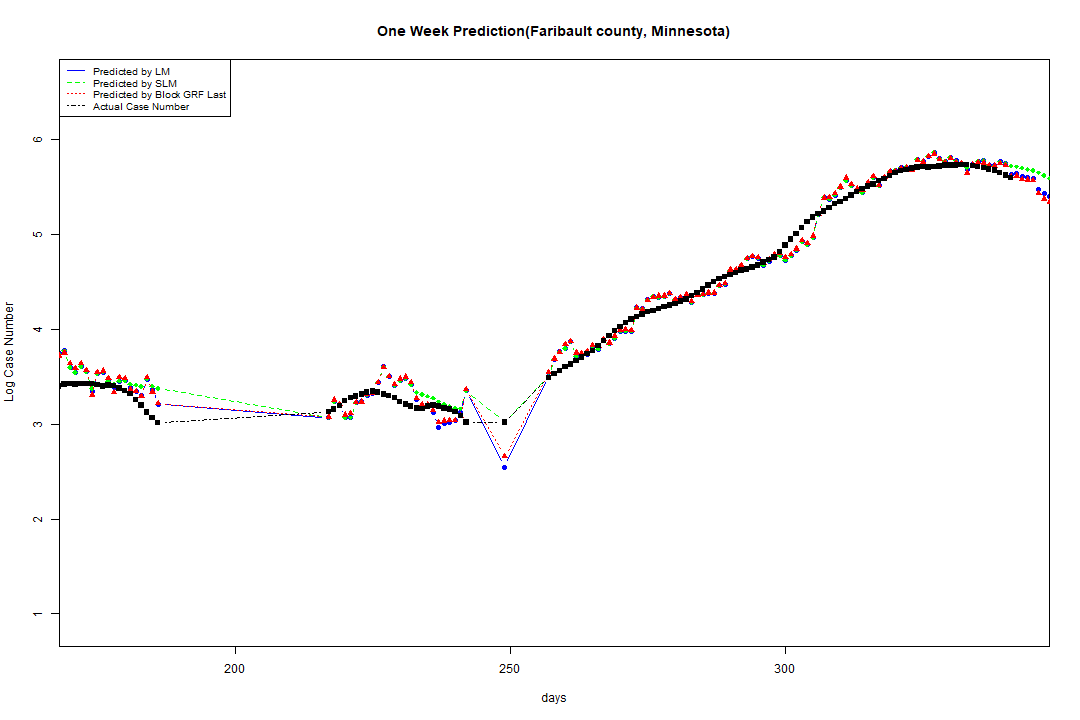 One Week Prediction(Faribault county, Minnesota)
Predicted by LM
Predicted by SLM
Predicted by Block GRF Last
Actual Case Number
Log Case Number
6
5
4
3
2
1
200 250 300
days